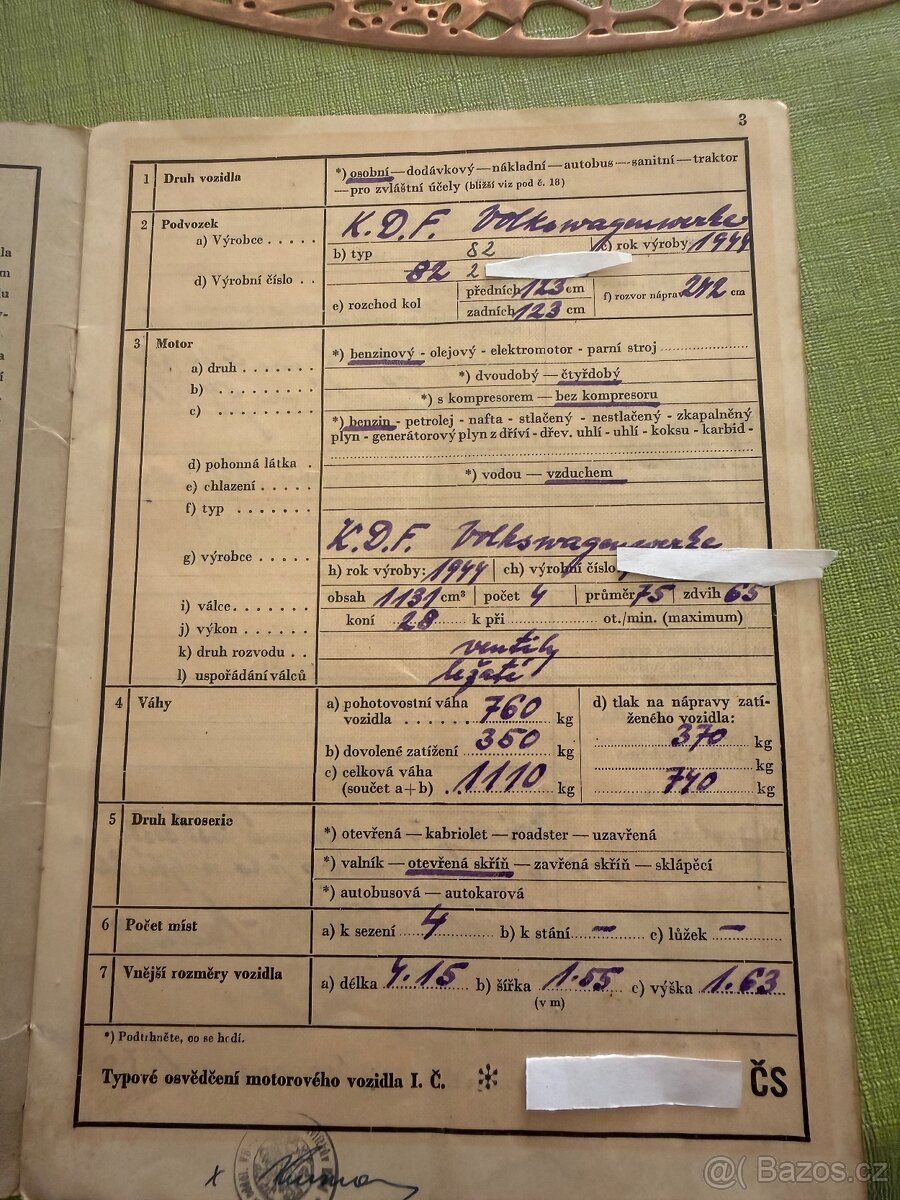 3
1 Druh vozidla *) osobní — dodávkový — nákladní — autobus — sanitní — traktor
— pro zvláštní účely (bližší viz pod č. 18)
2 Podvozek K.D.F. Volkswagenwerke
a) Výrobce . . . . .
b) typ 82 c) rok výroby 1944
d) Výrobní číslo . . 82 2
e) rozchod kol předních 123 cm f) rozvor náprav 242 cm
zadních 123 cm
3 Motor *) benzinový - olejový - elektromotor - parní stroj
a) druh . . . . . . . *) dvoudobý — čtyřdobý
b) . . . . . . . . . *) s kompresorem — bez kompresoru
c) . . . . . . . . . *) benzin - petrolej - nafta - stlačený - nestlačený - zkapalněný
plyn - generátorový plyn z dříví - dřev. uhlí - uhlí - koksu - karbid -
d) pohonná látka . *) vodou — vzduchem
e) chlazení . . . . .
f) typ . . . . . . .
K.D.F. Volkswagenwerke
g) výrobce . . . .
h) rok výroby: 1944 ch) výrobní číslo
i) válce . . . . . obsah 1131 cm³ počet 4 průměr 75 zdvih 65
j) výkon . . . . . koní 28 k při ot./min. (maximum)
k) druh rozvodu . . ventily
l) uspořádání válců ležatí
4 Váhy a) pohotovostní váha vozidla . . . . . . 760 kg
d) tlak na nápravy zatíženého vozidla:
370 kg
b) dovolené zatížení 350 kg
kg
c) celková váha (součet a+b) . 1110 kg
740 kg
5 Druh karoserie *) otevřená — kabriolet — roadster — uzavřená
*) valník — otevřená skříň — zavřená skříň — sklápěcí
*) autobusová — autokarová
6 Počet míst a) k sezení 4 b) k stání — c) lůžek —
7 Vnější rozměry vozidla a) délka 4.15 b) šířka 1.55 c) výška 1.63
(v m)
*) Podtrhněte, co se hodí.
Typové osvědčení motorového vozidla I. Č. ✻ ČS
@( Bazos.cz